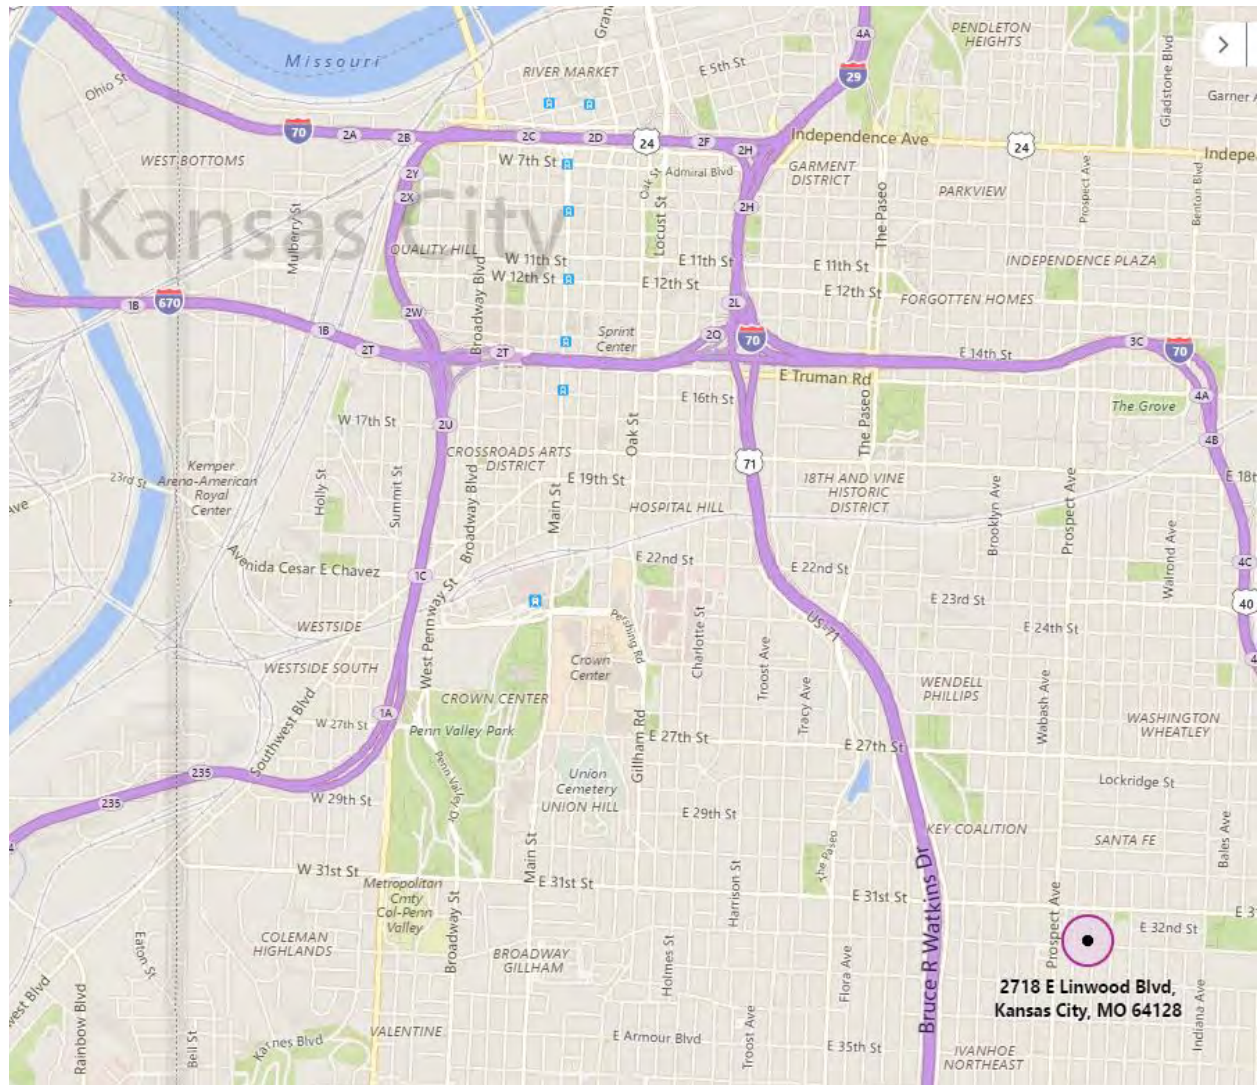 PENDLETON
HEIGHTS
4A
Missouri
RIVER MARKET
E 5th St
29
Gladstone Blvd
Ohio St
70
2A
2B
2C
2D
24
2F
2H
Independence Ave
24
WEST BOTTOMS
W 7th St
Oak St
Admiral Blvd
GARMENT
DISTRICT
PARKVIEW
Prospect Ave
Benton Blvd
2Y
2X
Kansas City
Mulberry St
QUALITY HILL
Locust St
2H
The Paseo
W 11th St
E 11th St
E 11th St
INDEPENDENCE PLAZA
W 12th St
E 12th St
E 12th St
FORGOTTEN HOMES
Broadway Blvd
1B
670
2W
2L
1B
2T
2T
Sprint
Center
2Q
70
E 14th St
3C
70
E Truman Rd
4A
The Grove
E 16th St
W 17th St
2U
Oak St
The Paseo
4B
CROSSROADS ARTS
DISTRICT
71
Kemper
Arena-American
Royal
Center
23rd St
Holly St
Summit St
Broadway Blvd
Main St
E 19th St
18TH AND VINE
HISTORIC
DISTRICT
HOSPITAL HILL
Brooklyn Ave
Prospect Ave
Walrond Ave
Avenida Cesar E Chavez
1C
E 22nd St
E 22nd St
4C
40
E 23rd St
E 24th St
WESTSIDE
West Pennway St
Pershing Rd
Charlotte St
US-71
WESTSIDE SOUTH
Crown
Center
CROWN CENTER
Troost Ave
Tracy Ave
WENDELL
PHILLIPS
Wabash Ave
WASHINGTON
WHEATLEY
Southwest Blvd
W 27th St
1A
Penn Valley Park
Gillham Rd
E 27th St
E 27th St
235
235
Penn Valley Dr
Union
Cemetery
UNION HILL
Lockridge St
W 29th St
E 29th St
KEY COALITION
SANTA FE
Bales Ave
Main St
The Paseo
W 31st St
E 31st St
E 31st St
Metropolitan
Cmty
Col-Penn
Valley
Broadway St
Harrison St
Bruce R Watkins Dr
Prospect Ave
E 32nd St
Eaton St
COLEMAN
HIGHLANDS
BROADWAY
GILLHAM
Holmes St
Flora Ave
2718 E Linwood Blvd,
Kansas City, MO 64128
Rainbow Blvd
Bell St
Karnes Blvd
VALENTINE
E Armour Blvd
Troost Ave
E 35th St
IVANHOE
NORTHEAST
Indiana Ave